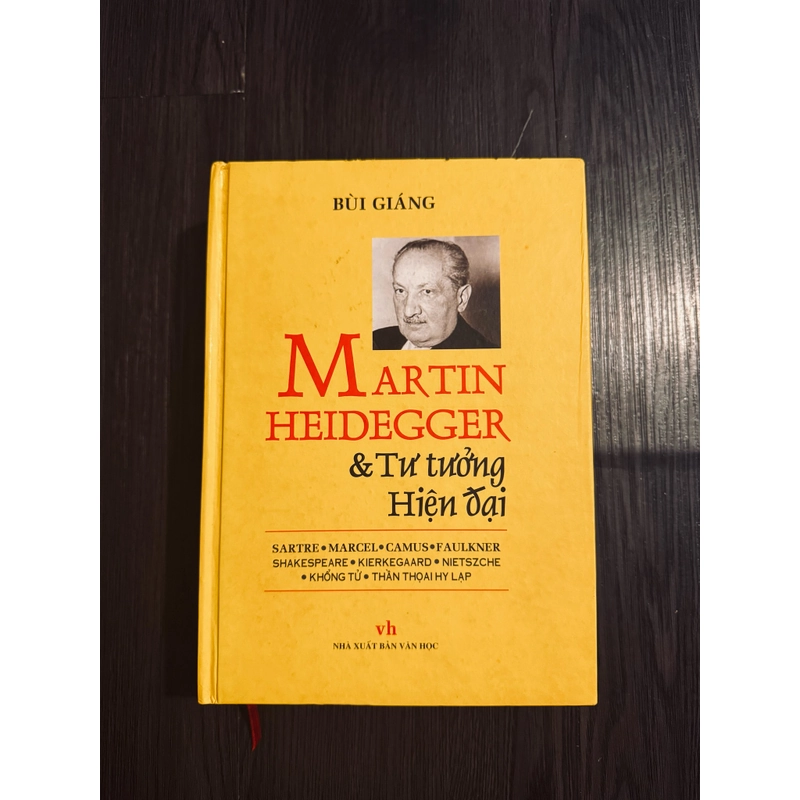 BÙI GIÁNG
MARTIN
HEIDEGGER
& Tư tưởng
Hiện đại
SARTRE • MARCEL • CAMUS • FAULKNER
SHAKESPEARE • KIERKEGAARD • NIETSZCHE
• KHỔNG TỬ • THẦN THOẠI HY LẠP
vh
NHÀ XUẤT BẢN VĂN HỌC